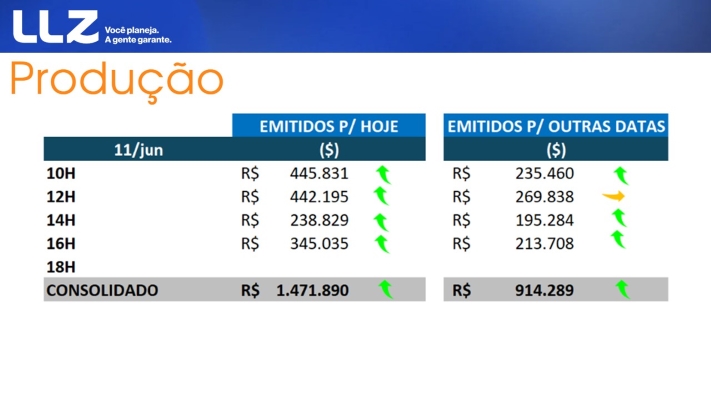 LLZ
Você planeja.
A gente garante.
Produção
EMITIDOS P/ HOJE EMITIDOS P/ OUTRAS DATAS
11/jun ($) ($)
10H R$ 445.831 R$ 235.460
12H R$ 442.195 R$ 269.838
14H R$ 238.829 R$ 195.284
16H R$ 345.035 R$ 213.708
18H
CONSOLIDADO R$ 1.471.890 R$ 914.289